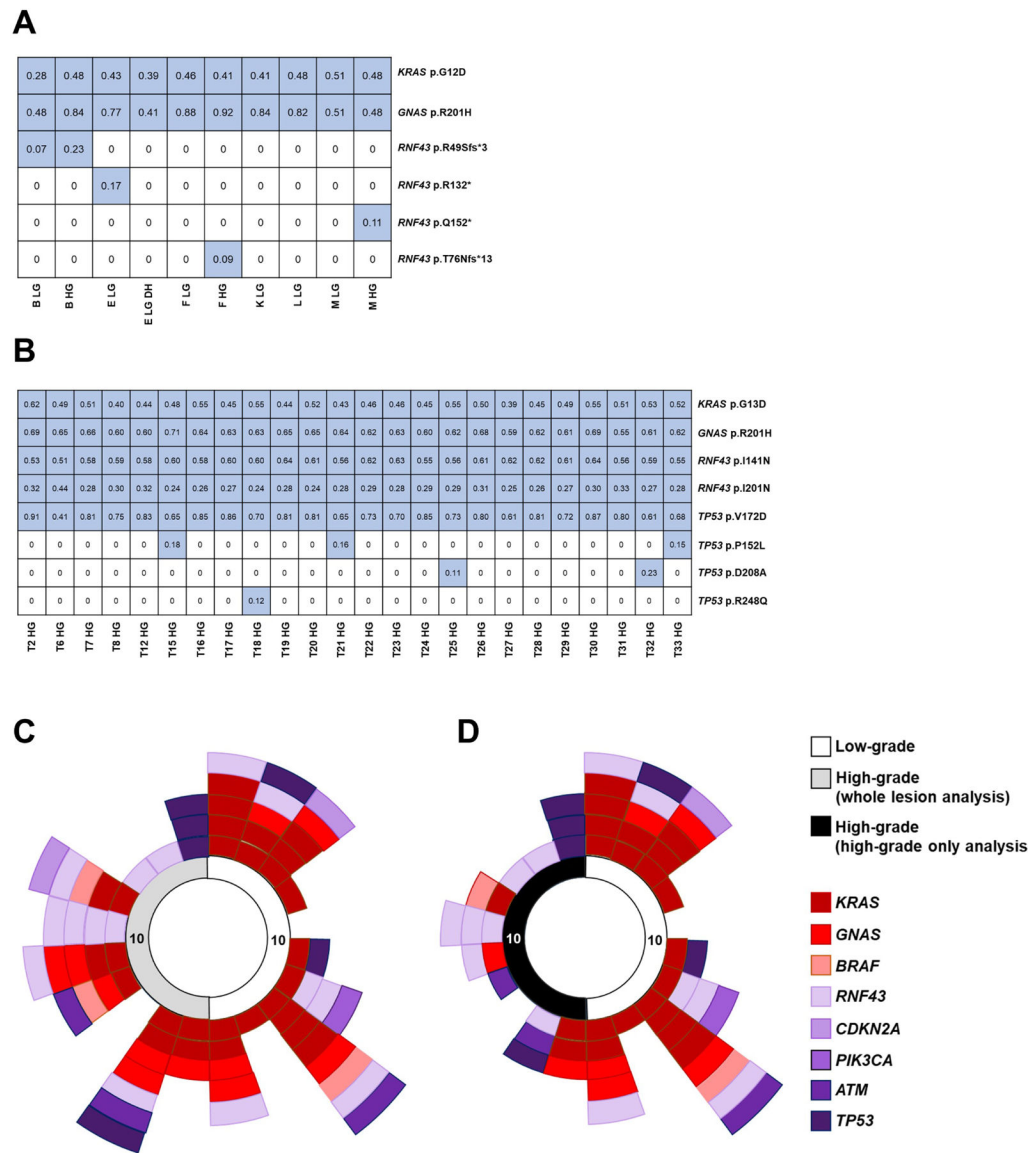 A
0.28 0.48 0.43 0.39 0.46 0.41 0.41 0.48 0.51 0.48 KRAS p.G12D
0.48 0.84 0.77 0.41 0.88 0.92 0.84 0.82 0.51 0.48 GNAS p.R201H
0.07 0.23 0 0 0 0 0 0 0 0 RNF43 p.R49Sfs*3
0 0 0.17 0 0 0 0 0 0 0 RNF43 p.R132*
0 0 0 0 0 0 0 0 0 0.11 RNF43 p.Q152*
0 0 0 0 0 0.09 0 0 0 0 RNF43 p.T76Nfs*13
B LG B HG E LG E LG DH F LG F HG K LG L LG M LG M HG
B
0.62 0.49 0.51 0.40 0.44 0.48 0.55 0.45 0.55 0.44 0.52 0.43 0.46 0.46 0.45 0.55 0.50 0.39 0.45 0.49 0.55 0.51 0.53 0.52 KRAS p.G13D
0.69 0.65 0.66 0.60 0.60 0.71 0.64 0.63 0.63 0.65 0.65 0.64 0.62 0.63 0.60 0.62 0.68 0.59 0.62 0.61 0.69 0.55 0.61 0.62 GNAS p.R201H
0.53 0.51 0.58 0.59 0.58 0.60 0.58 0.60 0.60 0.64 0.61 0.56 0.62 0.63 0.55 0.56 0.61 0.62 0.62 0.61 0.64 0.56 0.59 0.55 RNF43 p.I141N
0.32 0.44 0.28 0.30 0.32 0.24 0.26 0.27 0.24 0.28 0.24 0.28 0.29 0.28 0.29 0.29 0.31 0.25 0.26 0.27 0.30 0.33 0.27 0.28 RNF43 p.I201N
0.91 0.41 0.81 0.75 0.83 0.65 0.85 0.86 0.70 0.81 0.81 0.65 0.73 0.70 0.85 0.73 0.80 0.61 0.81 0.72 0.87 0.80 0.61 0.68 TP53 p.V172D
0 0 0 0 0 0.18 0 0 0 0 0 0.16 0 0 0 0 0 0 0 0 0 0 0 0.15 TP53 p.P152L
0 0 0 0 0 0 0 0 0 0 0 0 0 0 0 0.11 0 0 0 0 0 0 0.23 0 TP53 p.D208A
0 0 0 0 0 0 0 0 0.12 0 0 0 0 0 0 0 0 0 0 0 0 0 0 0 TP53 p.R248Q
T2 HG T6 HG T7 HG T8 HG T12 HG T15 HG T16 HG T17 HG T18 HG T19 HG T20 HG T21 HG T22 HG T23 HG T24 HG T25 HG T26 HG T27 HG T28 HG T29 HG T30 HG T31 HG T32 HG T33 HG
C
10 10
D
10 10
Low-grade
High-grade
(whole lesion analysis)
High-grade
(high-grade only analysis
KRAS
GNAS
BRAF
RNF43
CDKN2A
PIK3CA
ATM
TP53